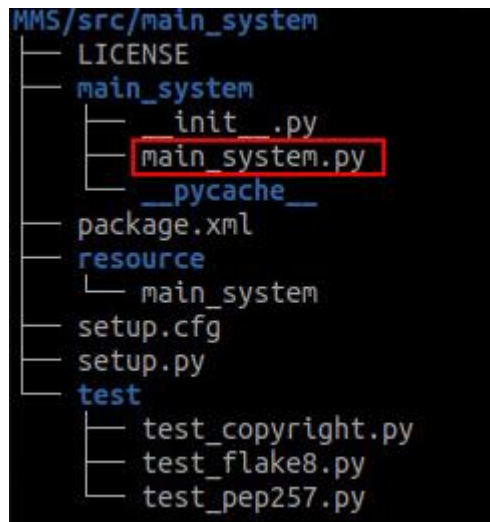 MMS/src/main_system
├── LICENSE
├── main_system
│   ├── __init__.py
│   ├── main_system.py
│   └── __pycache__
├── package.xml
├── resource
│   └── main_system
├── setup.cfg
├── setup.py
└── test
    ├── test_copyright.py
    ├── test_flake8.py
    └── test_pep257.py